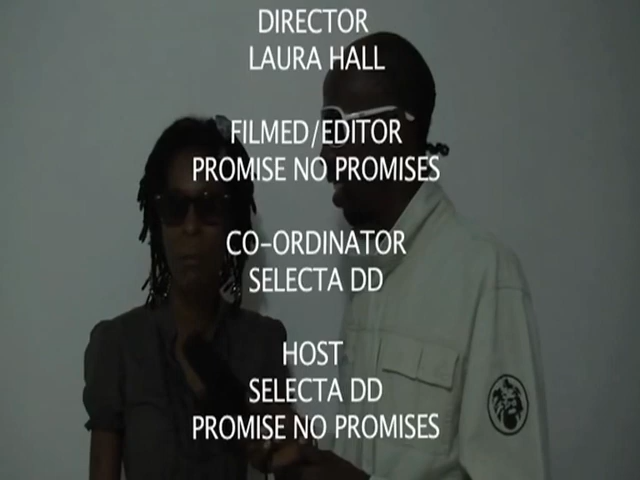 DIRECTOR
LAURA HALL
FILMED/EDITOR
PROMISE NO PROMISES
CO-ORDINATOR
SELECTA DD
HOST
SELECTA DD
PROMISE NO PROMISES